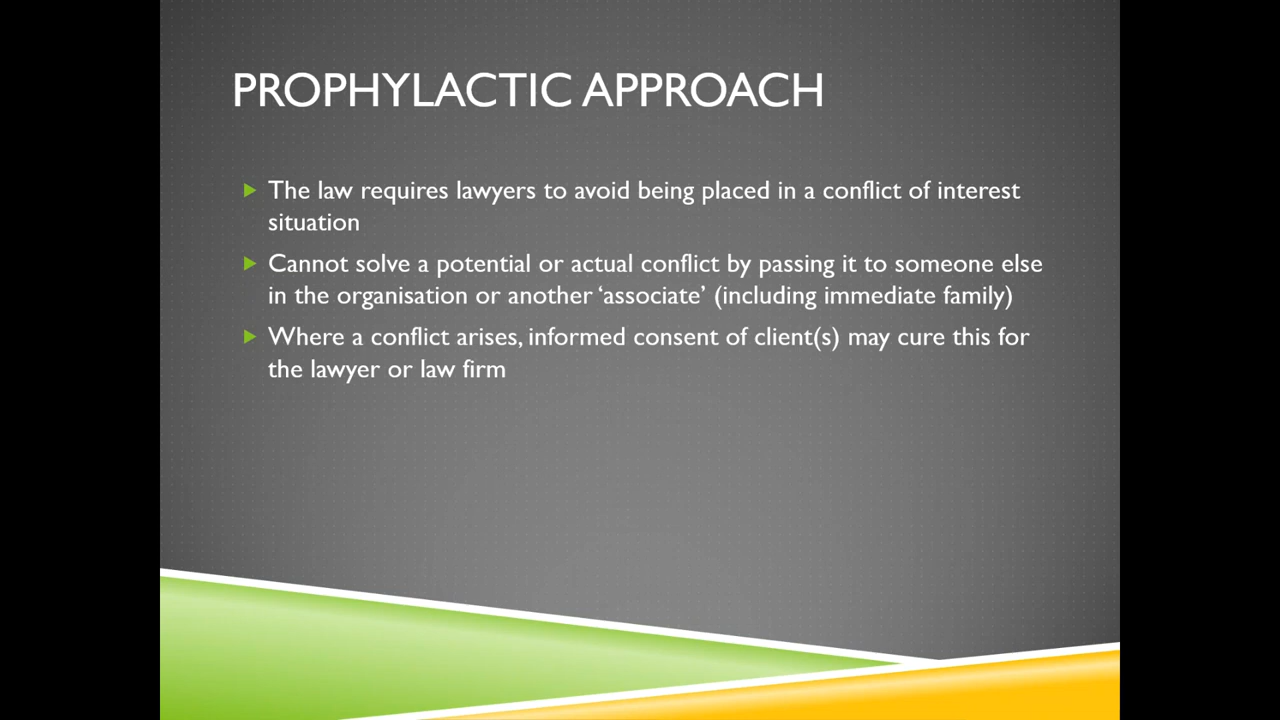 PROPHYLACTIC APPROACH
The law requires lawyers to avoid being placed in a conflict of interest
situation
Cannot solve a potential or actual conflict by passing it to someone else
in the organisation or another ‘associate’ (including immediate family)
Where a conflict arises, informed consent of client(s) may cure this for
the lawyer or law firm